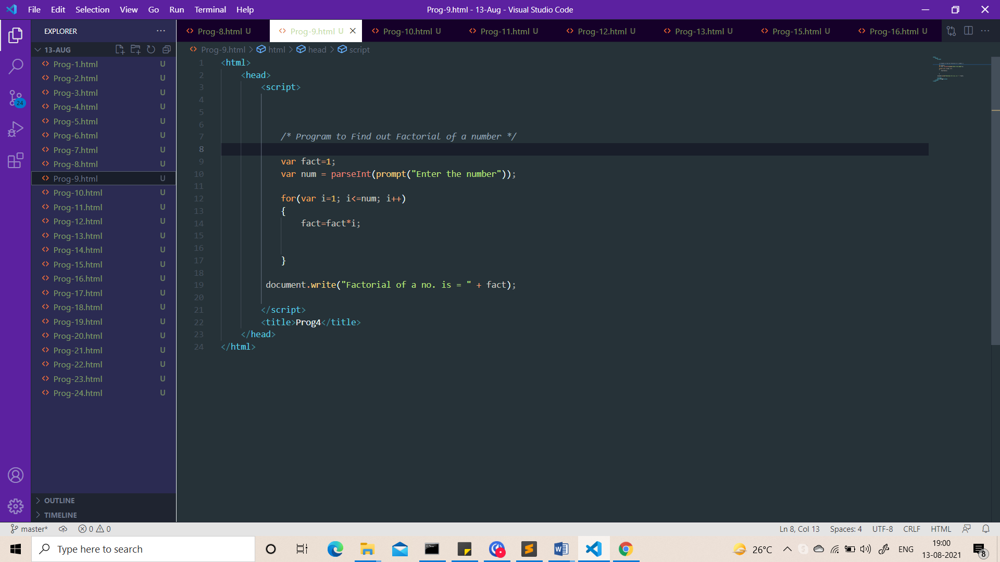 File Edit Selection View Go Run Terminal Help
Prog-9.html - 13-Aug - Visual Studio Code
EXPLORER
Prog-8.html U
Prog-9.html U
Prog-10.html U
Prog-11.html U
Prog-12.html U
Prog-13.html U
Prog-15.html U
Prog-16.html U
13-AUG
Prog-1.html U
Prog-2.html U
Prog-3.html U
Prog-4.html U
Prog-5.html U
Prog-6.html U
Prog-7.html U
Prog-8.html U
Prog-9.html U
Prog-10.html U
Prog-11.html U
Prog-12.html U
Prog-13.html U
Prog-14.html U
Prog-15.html U
Prog-16.html U
Prog-17.html U
Prog-18.html U
Prog-19.html U
Prog-20.html U
Prog-21.html U
Prog-22.html U
Prog-23.html U
Prog-24.html U
24
OUTLINE
TIMELINE
Prog-9.html > html > head > script
1 <html>
2 <head>
3 <script>
4
5
6
7 /* Program to Find out Factorial of a number */
8
9 var fact=1;
10 var num = parseInt(prompt("Enter the number"));
11
12 for(var i=1; i<=num; i++)
13 {
14 fact=fact*i;
15
16
17 }
18
19 document.write("Factorial of a no. is = " + fact);
20
21 </script>
22 <title>Prog4</title>
23 </head>
24 </html>
master* 0 0
Ln 8, Col 13 Spaces: 4 UTF-8 CRLF HTML
Type here to search
26°C ENG
19:00
13-08-2021
8